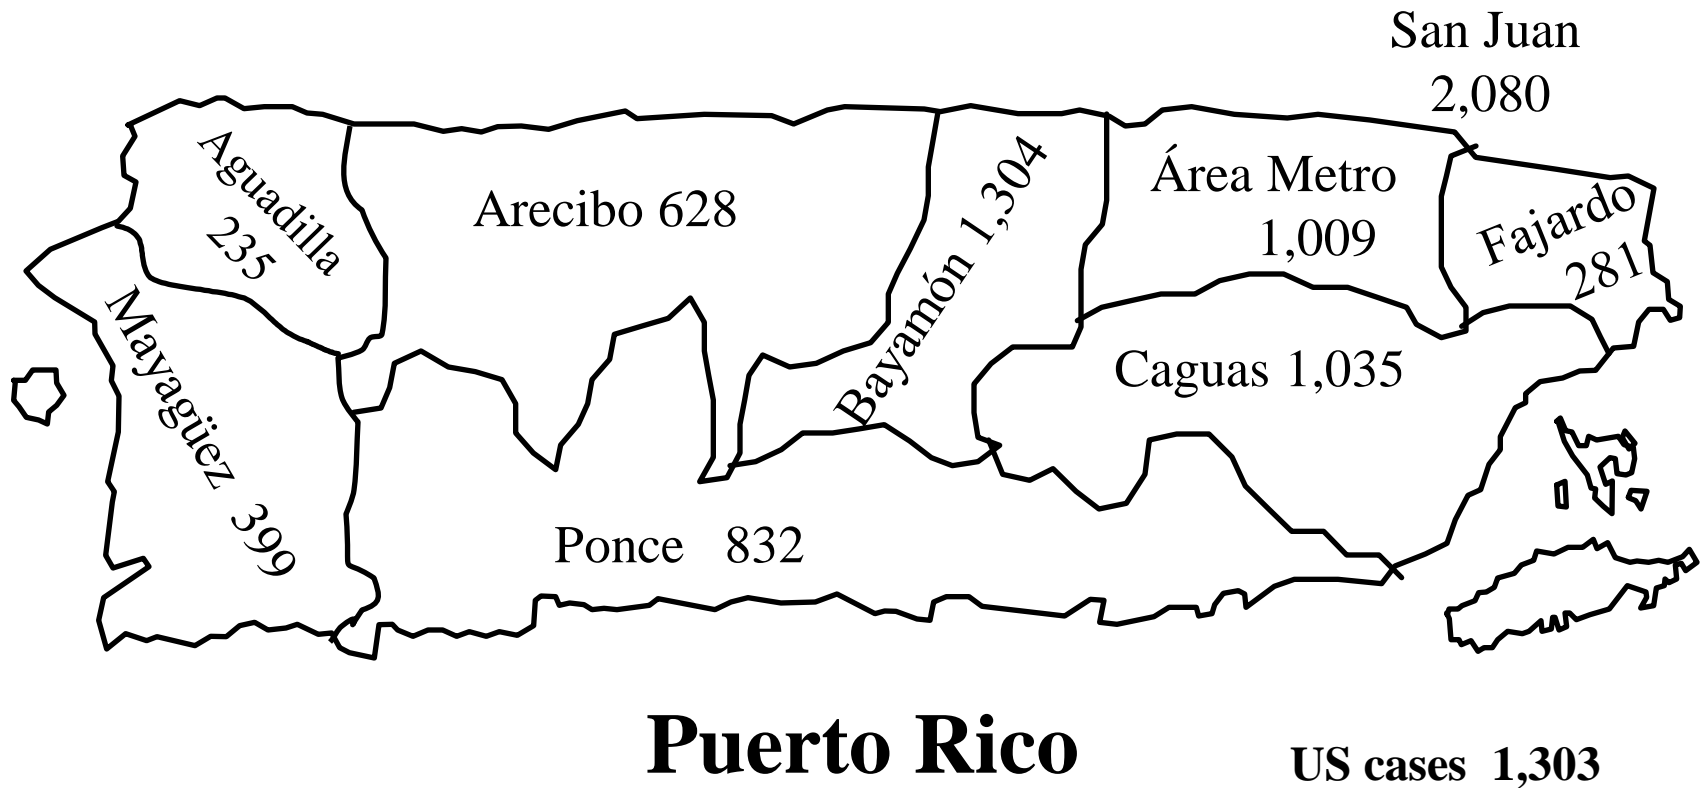 San Juan
2,080
Aguadilla
235
Arecibo 628
Bayamón 1,304
Área Metro
1,009
Fajardo
281
Mayagüez 399
Caguas 1,035
Ponce 832
Puerto Rico
US cases 1,303